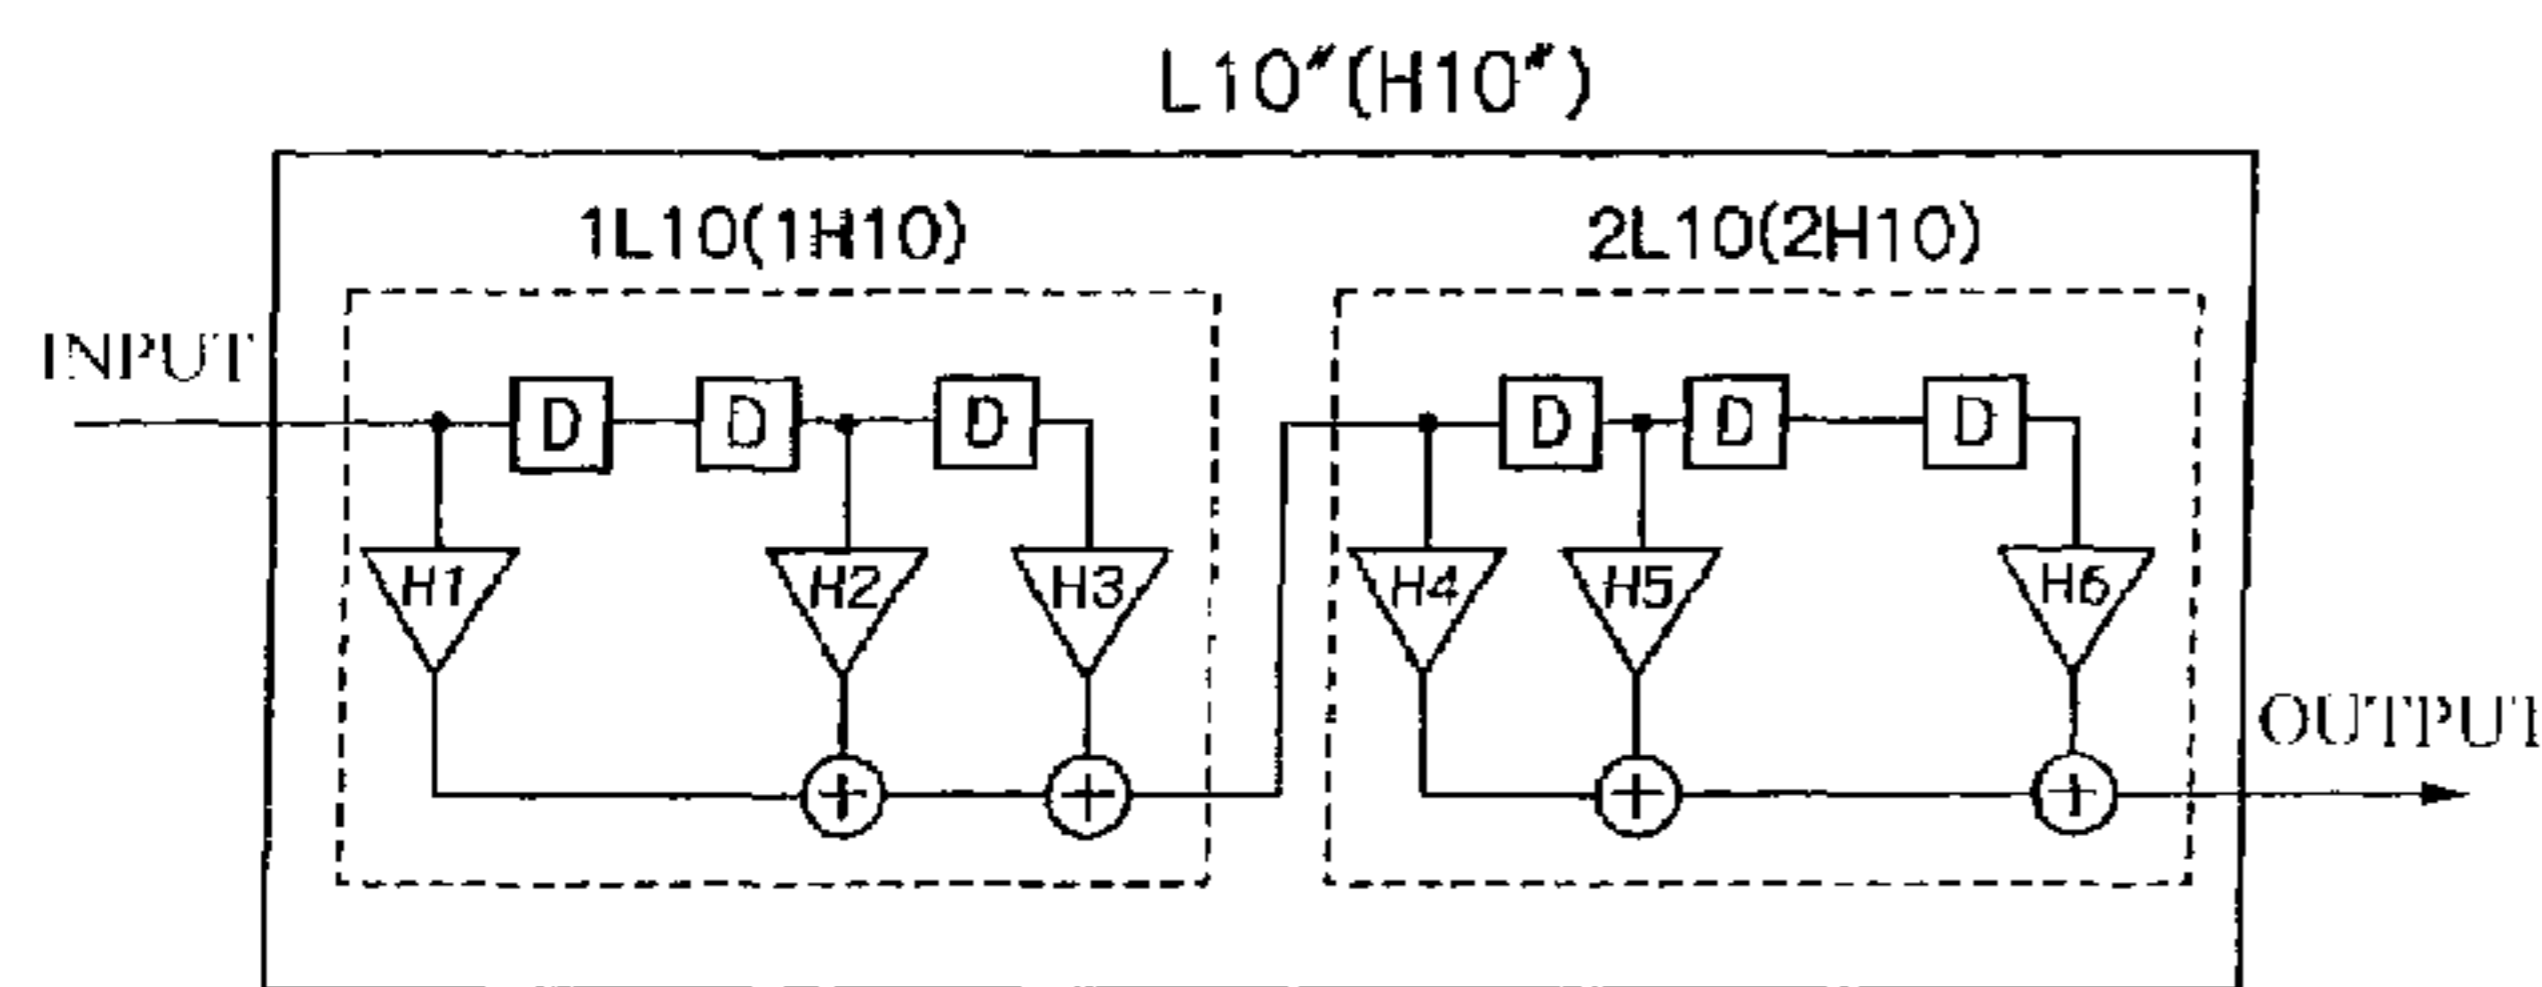 L10″(H10″)
1L10(1H10) 2L10(2H10)
INPUT
D D D D D D
H1 H2 H3 H4 H5 H6
OUTPUT